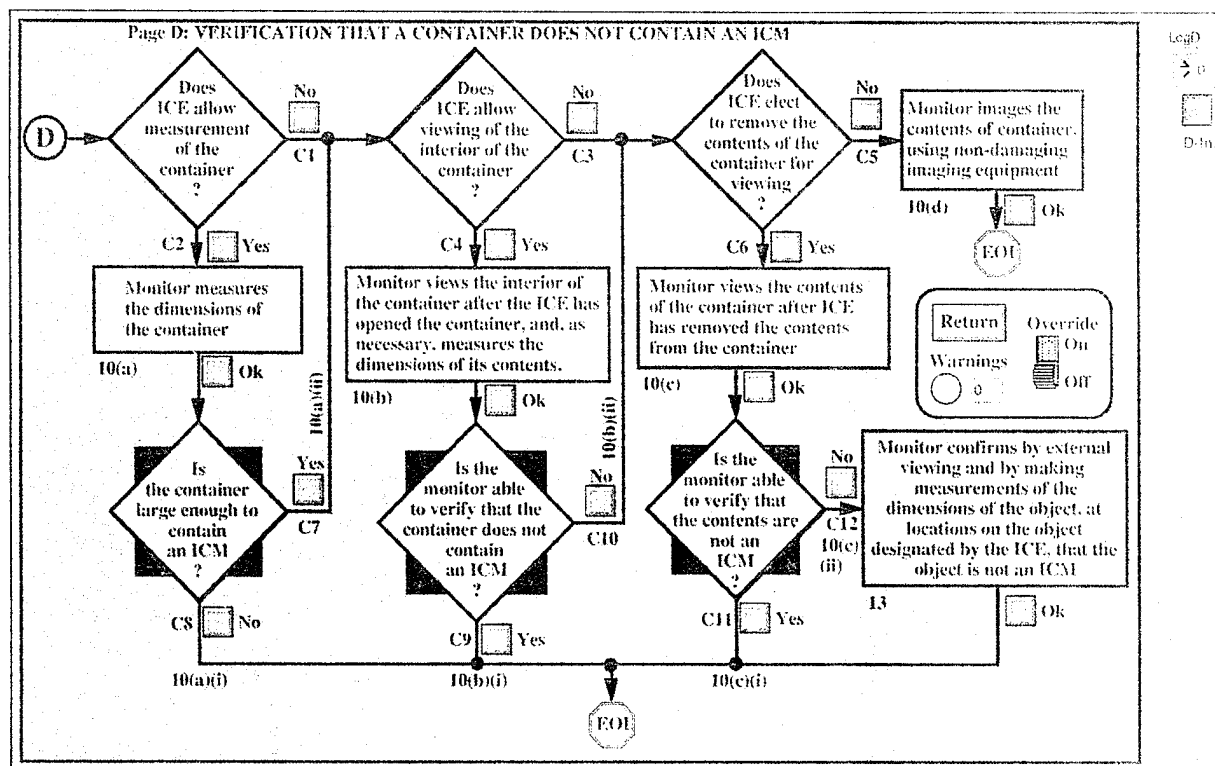 Page D: VERIFICATION THAT A CONTAINER DOES NOT CONTAIN AN ICM
D
Does
ICE allow
measurement
of the
container
?
No
C1
C2
Yes
Monitor measures
the dimensions of
the container
10(a)
Ok
Is
the container
large enough to
contain
an ICM
?
Yes
C7
10(a)(ii)
C8
No
10(a)(i)
Does
ICE allow
viewing of the
interior of the
container
?
No
C3
C4
Yes
Monitor views the interior of
the container after the ICE has
opened the container, and, as
necessary, measures the
dimensions of its contents.
10(b)
Ok
Is the
monitor able
to verify that the
container does not
contain
an ICM
?
No
C10
10(b)(ii)
C9
Yes
10(b)(i)
Does
ICE elect
to remove the
contents of the
container for
viewing
?
No
C5
C6
Yes
Monitor views the contents
of the container after ICE
has removed the contents
from the container
10(c)
Ok
Is the
monitor able
to verify that
the contents are
not an
ICM
?
No
C12
10(c)
(ii)
C11
Yes
10(c)(i)
Monitor images the
contents of container,
using non-damaging
imaging equipment
10(d)
Ok
EOI
Return
Override
On
Off
Warnings
0
Monitor confirms by external
viewing and by making
measurements of the
dimensions of the object, at
locations on the object
designated by the ICE, that the
object is not an ICM
13
Ok
EOI